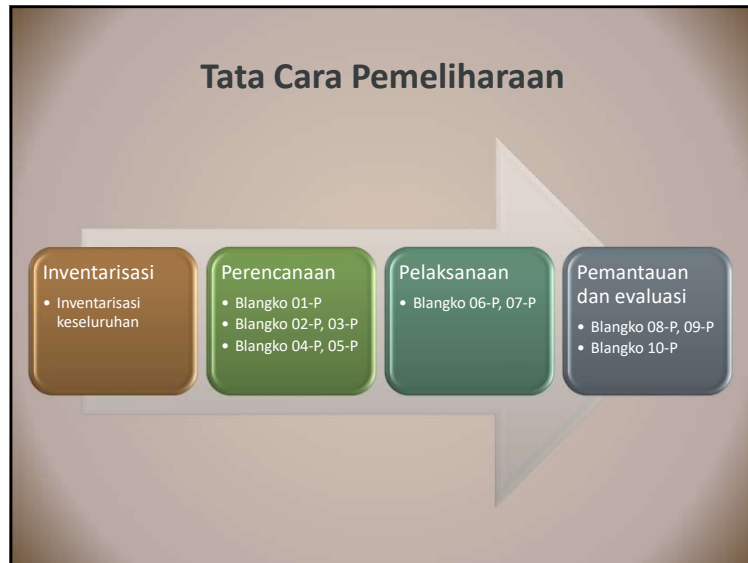 Tata Cara Pemeliharaan
Inventarisasi
• Inventarisasi
keseluruhan
Perencanaan
• Blangko 01-P
• Blangko 02-P, 03-P
• Blangko 04-P, 05-P
Pelaksanaan
• Blangko 06-P, 07-P
Pemantauan
dan evaluasi
• Blangko 08-P, 09-P
• Blangko 10-P